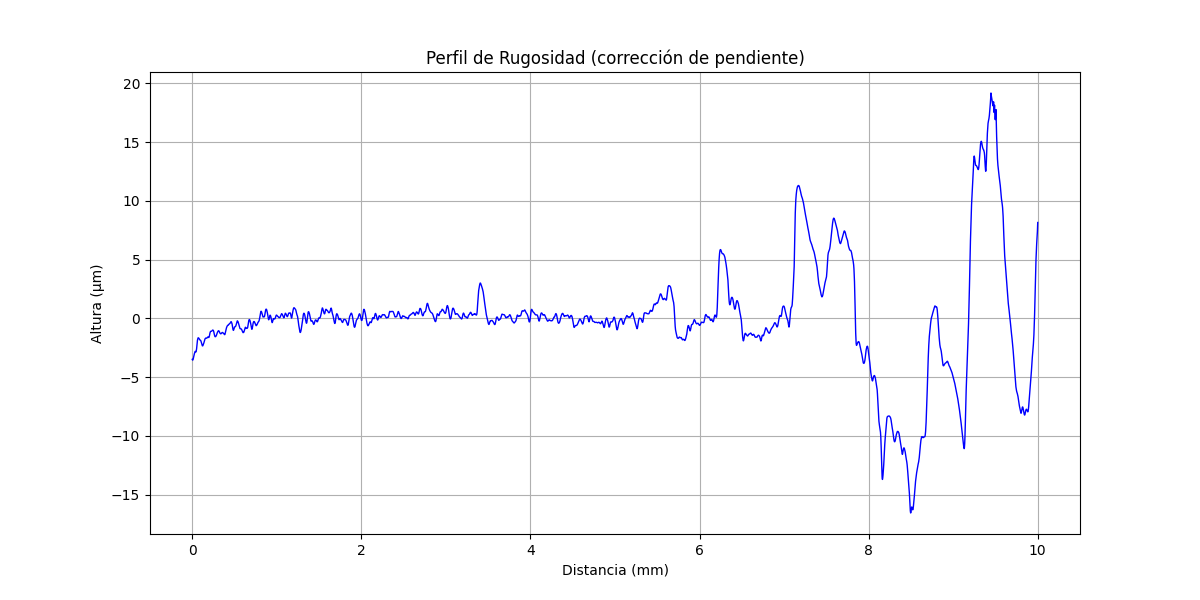 Perfil de Rugosidad (corrección de pendiente)
20
15
10
5
0
−5
−10
−15
Altura (μm)
0 2 4 6 8 10
Distancia (mm)